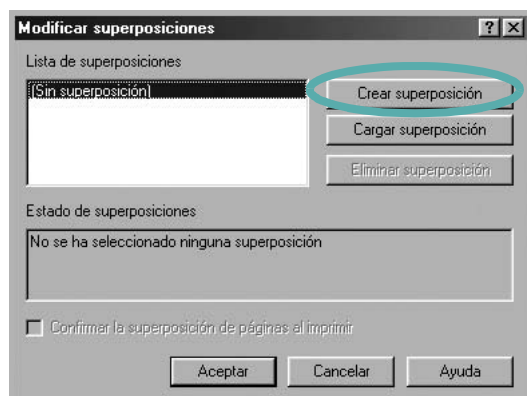 Modificar superposiciones
Lista de superposiciones
(Sin superposición)
Crear superposición
Cargar superposición
Eliminar superposición
Estado de superposiciones
No se ha seleccionado ninguna superposición
Confirmar la superposición de páginas al imprimir
Aceptar
Cancelar
Ayuda